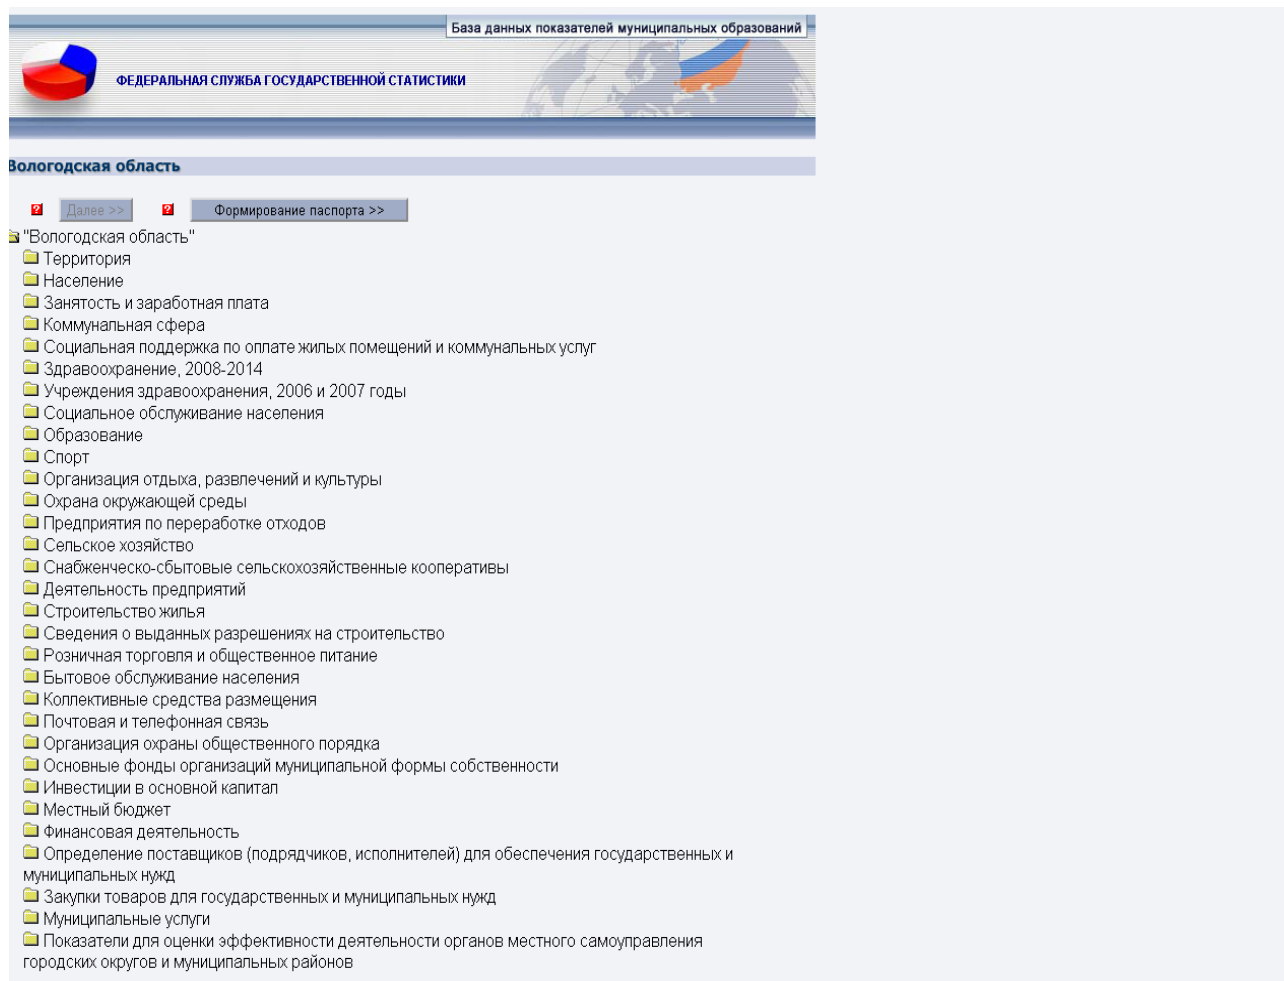 База данных показателей муниципальных образований
ФЕДЕРАЛЬНАЯ СЛУЖБА ГОСУДАРСТВЕННОЙ СТАТИСТИКИ
Вологодская область
? Далее >> ? Формирование паспорта >>
"Вологодская область"
Территория
Население
Занятость и заработная плата
Коммунальная сфера
Социальная поддержка по оплате жилых помещений и коммунальных услуг
Здравоохранение, 2008-2014
Учреждения здравоохранения, 2006 и 2007 годы
Социальное обслуживание населения
Образование
Спорт
Организация отдыха, развлечений и культуры
Охрана окружающей среды
Предприятия по переработке отходов
Сельское хозяйство
Снабженческо-сбытовые сельскохозяйственные кооперативы
Деятельность предприятий
Строительство жилья
Сведения о выданных разрешениях на строительство
Розничная торговля и общественное питание
Бытовое обслуживание населения
Коллективные средства размещения
Почтовая и телефонная связь
Организация охраны общественного порядка
Основные фонды организаций муниципальной формы собственности
Инвестиции в основной капитал
Местный бюджет
Финансовая деятельность
Определение поставщиков (подрядчиков, исполнителей) для обеспечения государственных и
муниципальных нужд
Закупки товаров для государственных и муниципальных нужд
Муниципальные услуги
Показатели для оценки эффективности деятельности органов местного самоуправления
городских округов и муниципальных районов